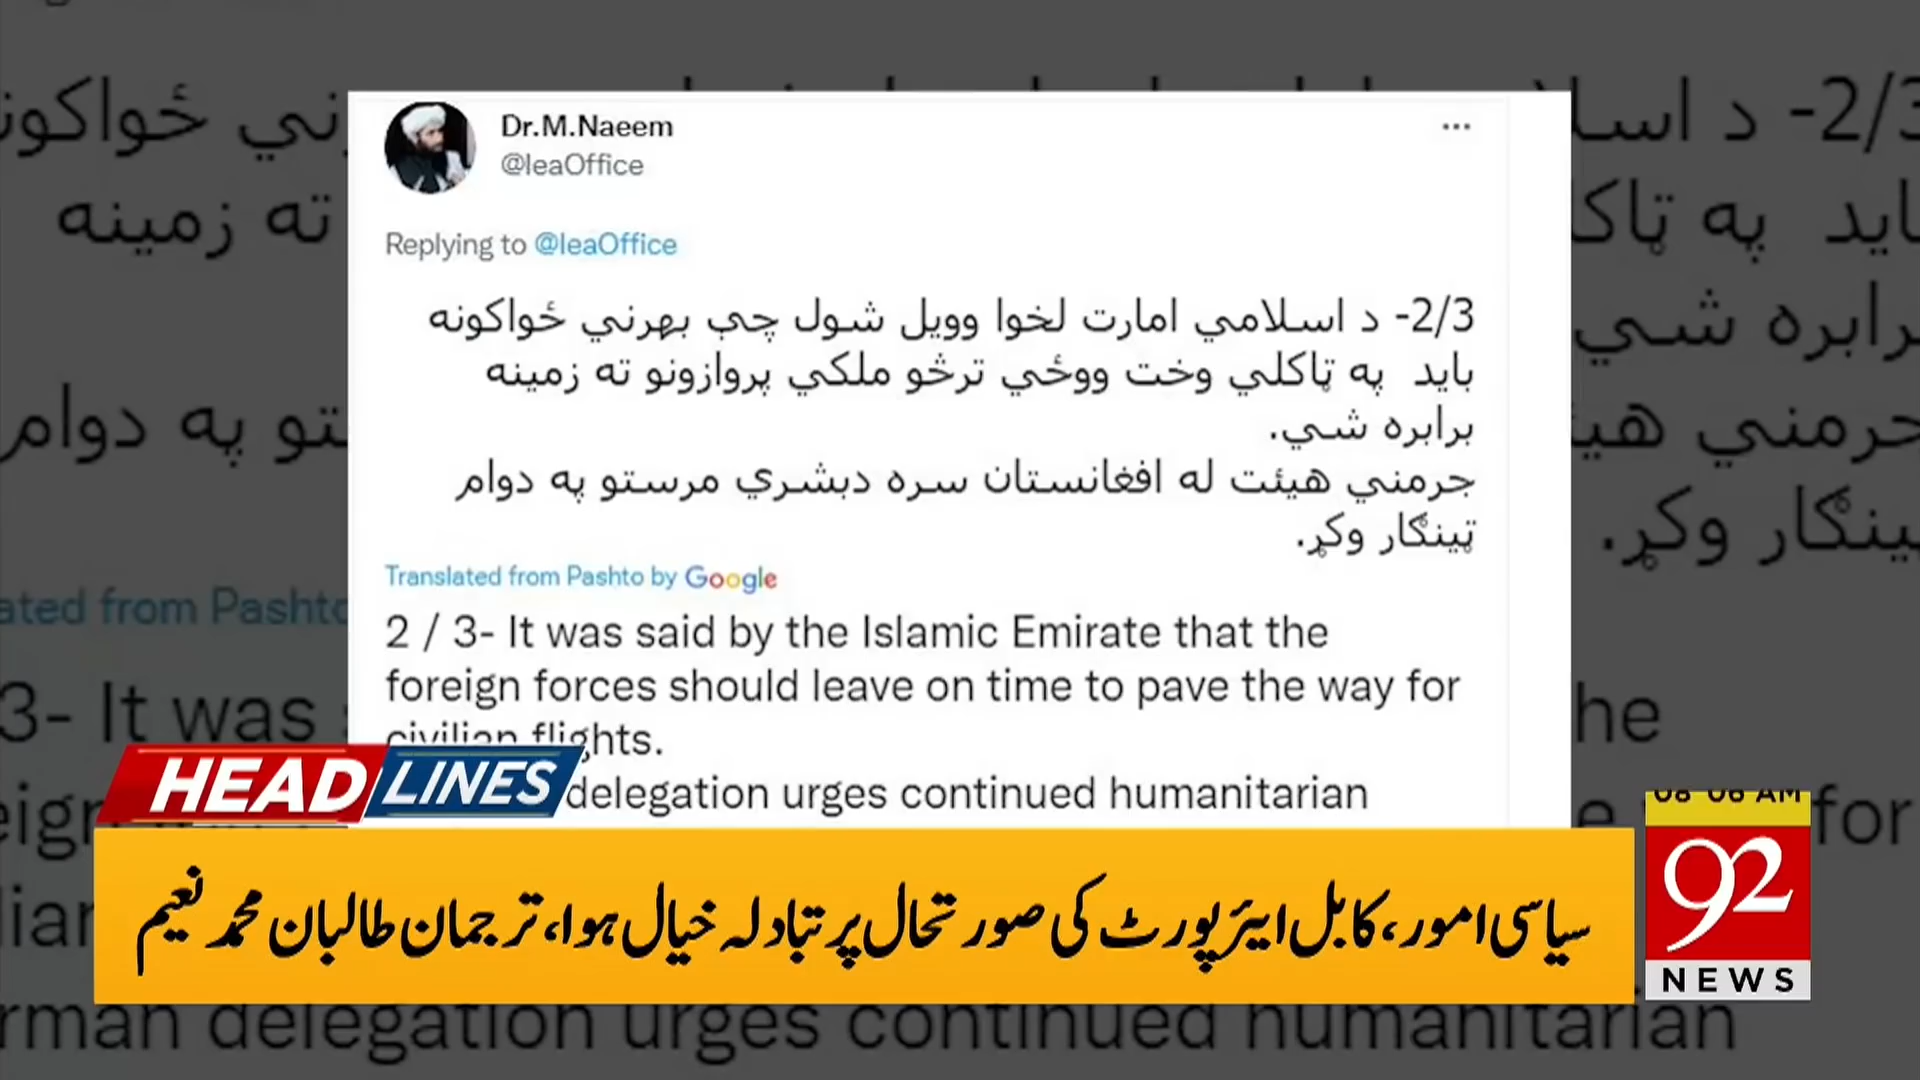 Dr.M.Naeem
@IeaOffice
Replying to @IeaOffice
2/3- د اسلامي امارت لخوا وویل شول چې بهرني ځواکونه
باید په ټاکلي وخت ووځي ترڅو ملکي پروازونو ته زمینه
برابره شي.
جرمني هیئت له افغانستان سره دبشري مرستو په دوام
ټینګار وکړ.
Translated from Pashto by Google
2 / 3- It was said by the Islamic Emirate that the
foreign forces should leave on time to pave the way for
civilian flights.
delegation urges continued humanitarian
HEADLINES
سیاسی امور، کابل ایئرپورٹ کی صورتحال پر تبادلہ خیال ہوا، ترجمان طالبان محمد نعیم
08 06 AM
92
NEWS